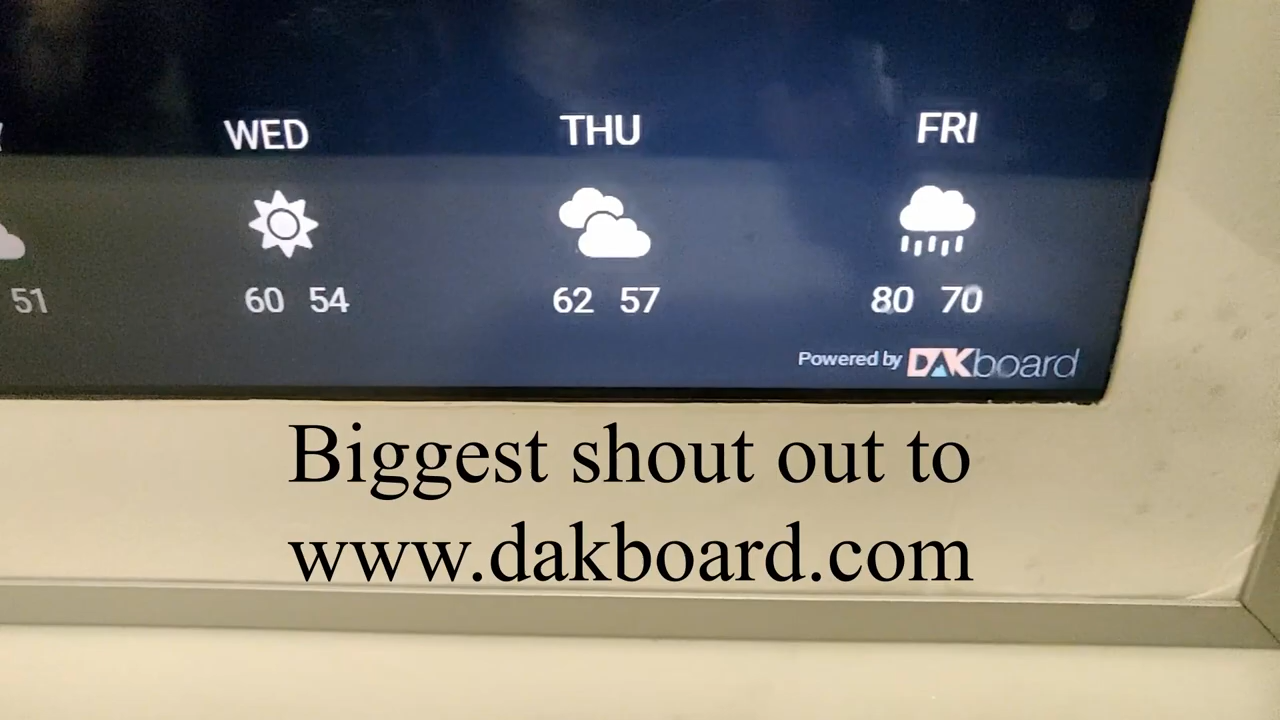 WED THU FRI
51 60 54 62 57 80 70
Powered by DAKboard
Biggest shout out to
www.dakboard.com